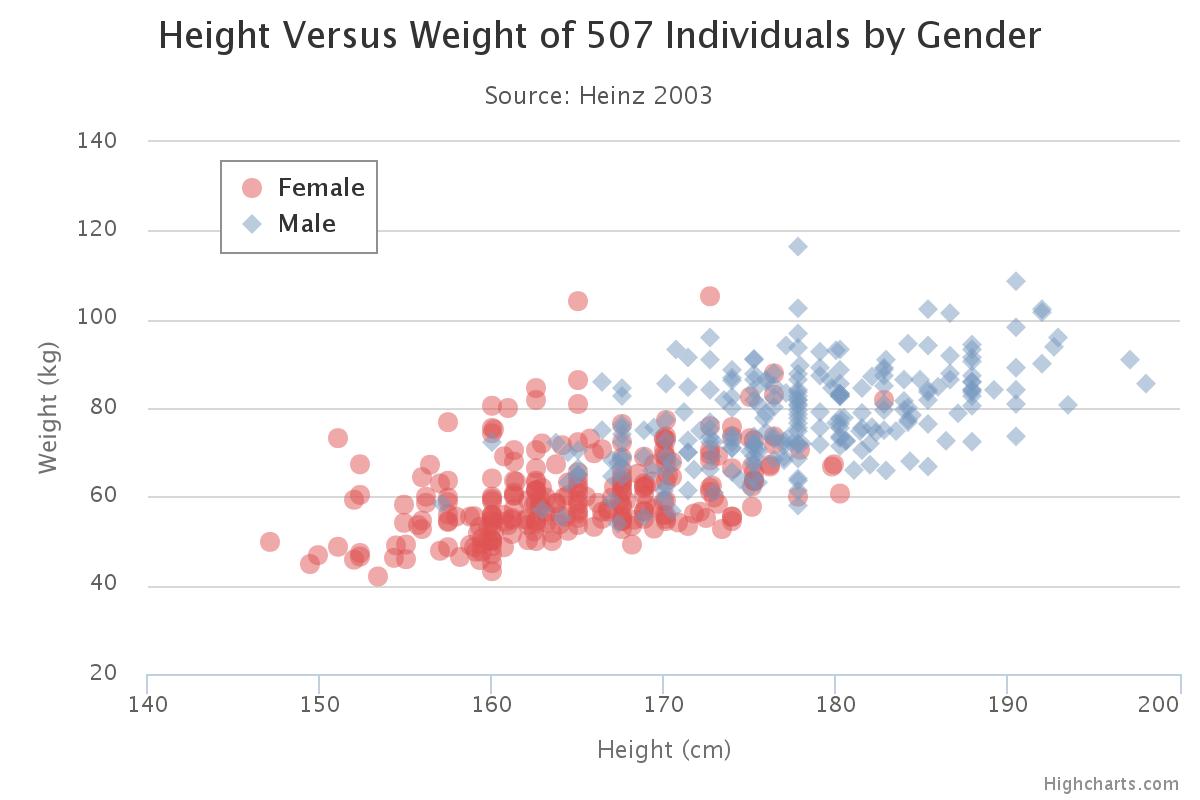 Height Versus Weight of 507 Individuals by Gender
Source: Heinz 2003
Weight (kg)
140
120
100
80
60
40
20
Female
Male
140 150 160 170 180 190 200
Height (cm)
Highcharts.com